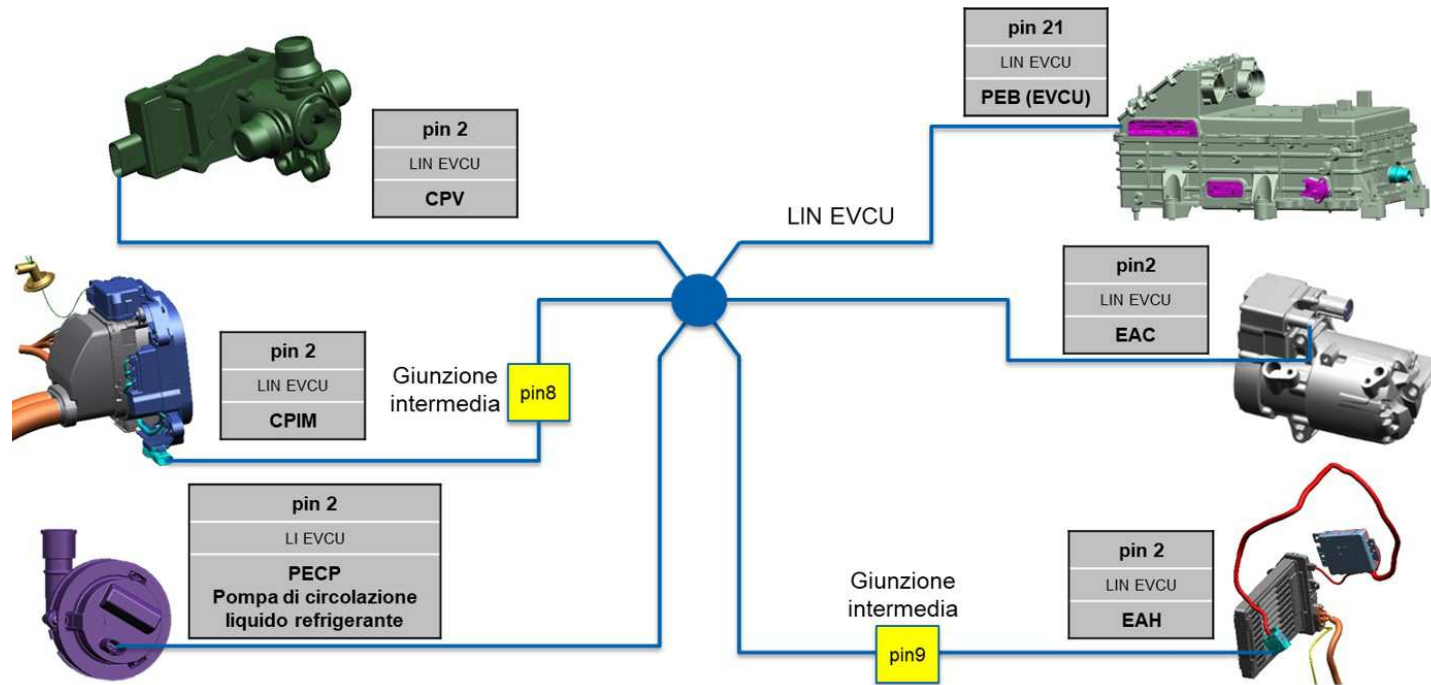 pin 21
LIN EVCU
PEB (EVCU)
pin 2
LIN EVCU
CPV
LIN EVCU
pin2
LIN EVCU
EAC
pin 2
LIN EVCU
CPIM
Giunzione
intermedia
pin8
pin 2
LI EVCU
PECP
Pompa di circolazione
liquido refrigerante
Giunzione
intermedia
pin9
pin 2
LIN EVCU
EAH